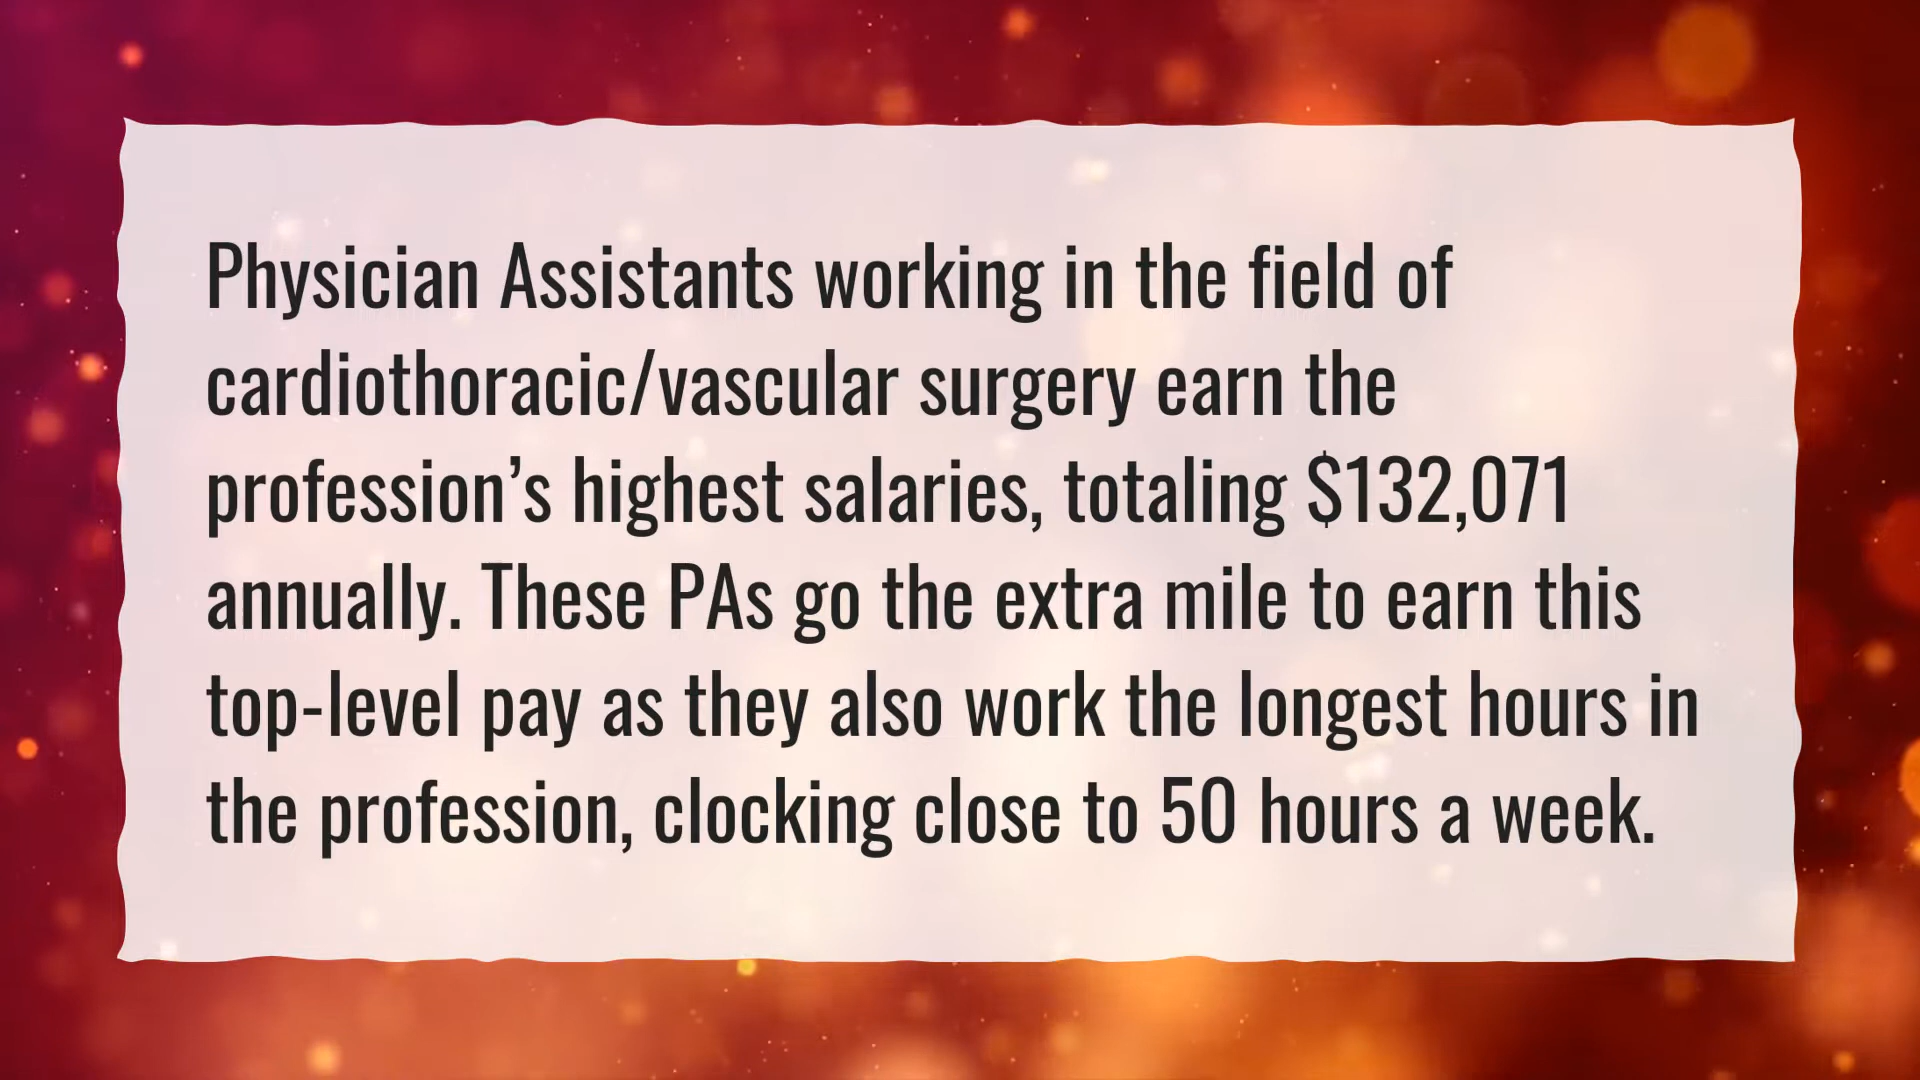 Physician Assistants working in the field of
cardiothoracic/vascular surgery earn the
profession’s highest salaries, totaling $132,071
annually. These PAs go the extra mile to earn this
top-level pay as they also work the longest hours in
the profession, clocking close to 50 hours a week.